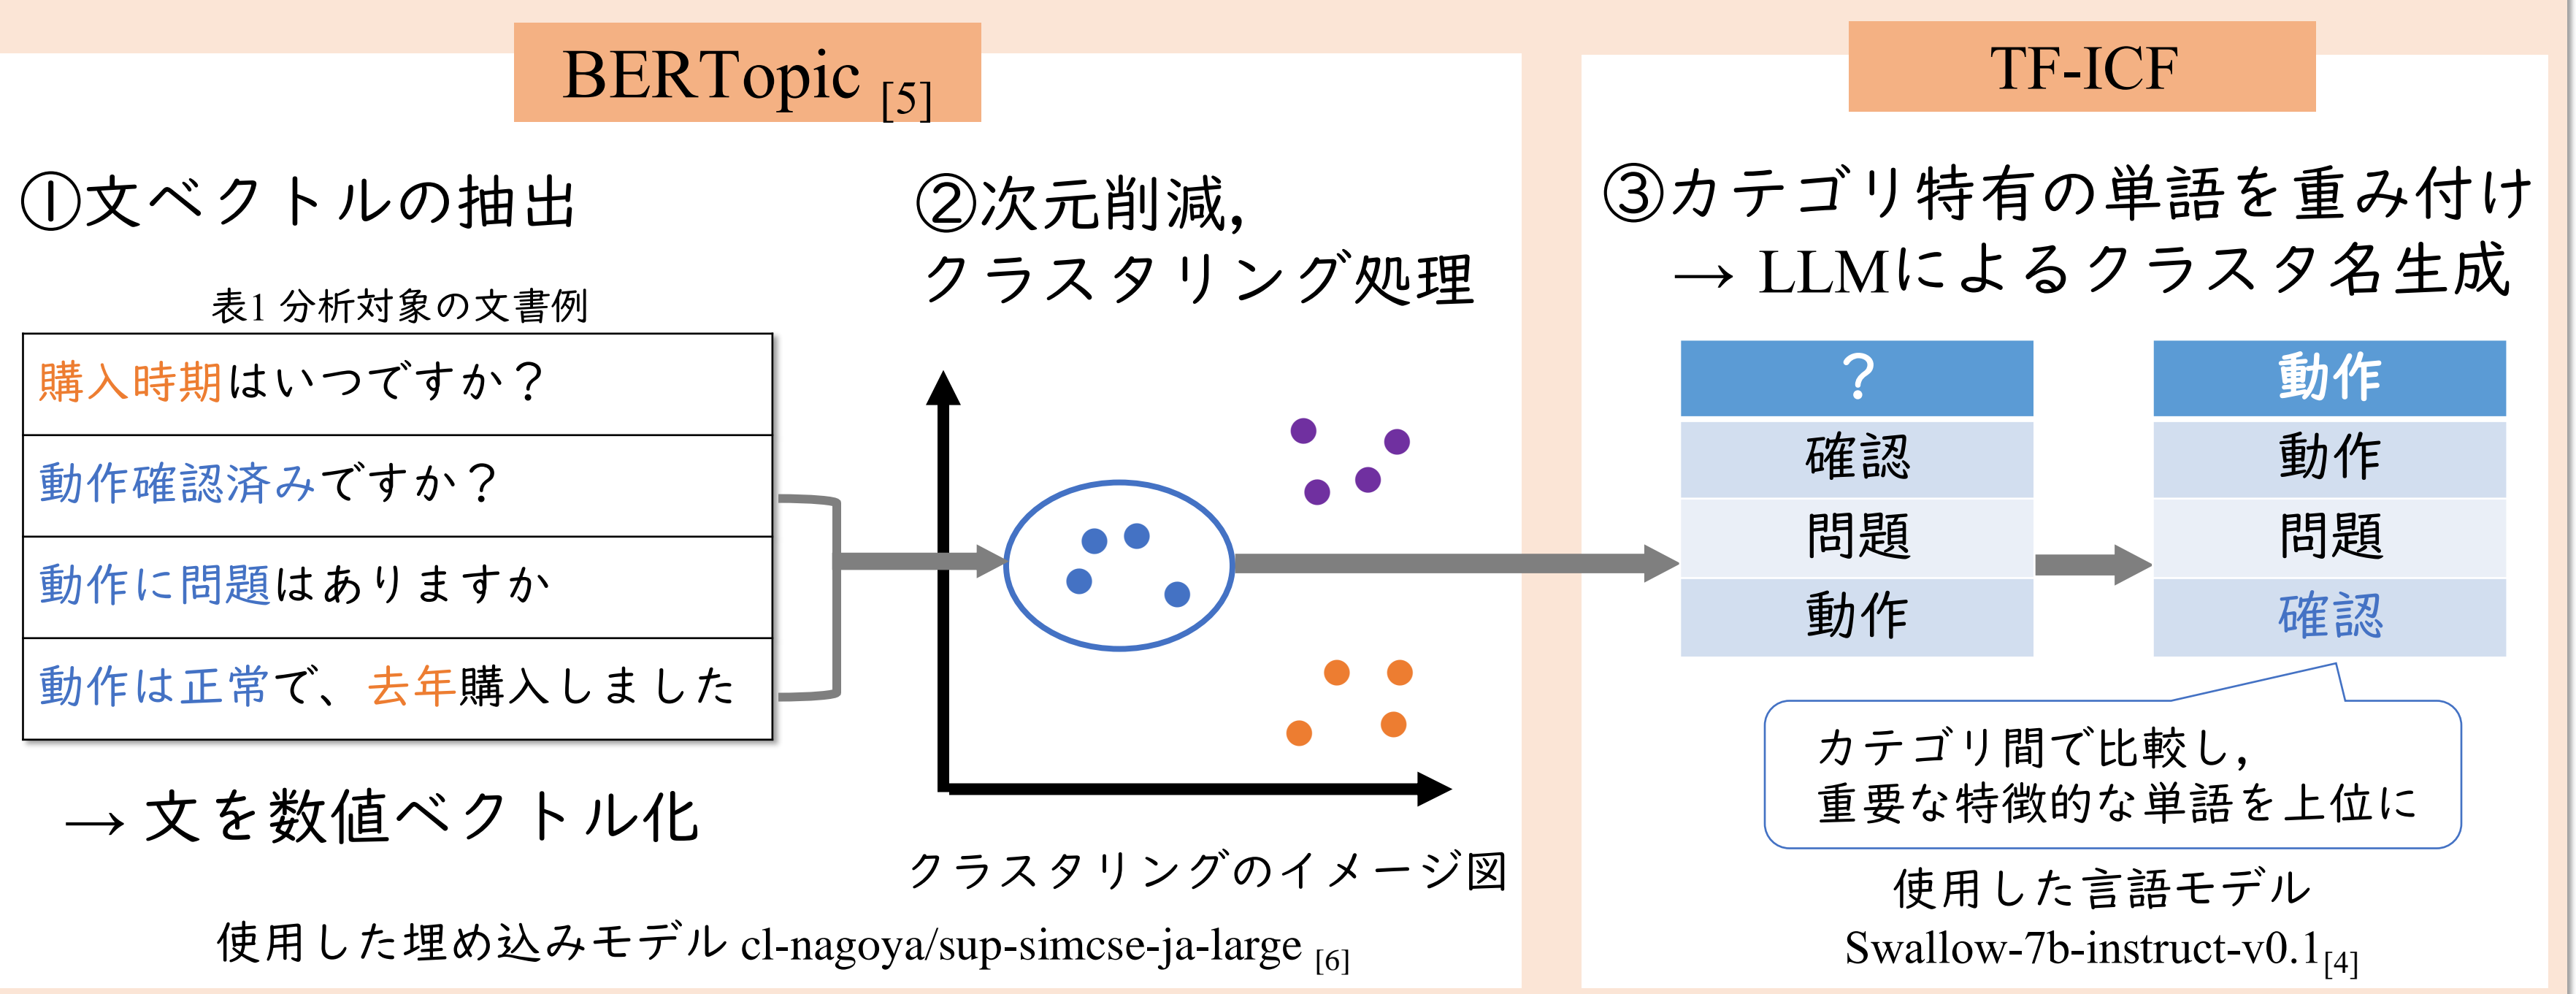 BERTopic [5]
①文ベクトルの抽出
表1 分析対象の文書例
購入時期はいつですか？
動作確認済みですか？
動作に問題はありますか
動作は正常で、去年購入しました
→ 文を数値ベクトル化
②次元削減,
クラスタリング処理
クラスタリングのイメージ図
使用した埋め込みモデル cl-nagoya/sup-simcse-ja-large [6]
TF-ICF
③カテゴリ特有の単語を重み付け
→ LLMによるクラスタ名生成
？
確認
問題
動作
動作
動作
問題
確認
カテゴリ間で比較し,
重要な特徴的な単語を上位に
使用した言語モデル
Swallow-7b-instruct-v0.1[4]